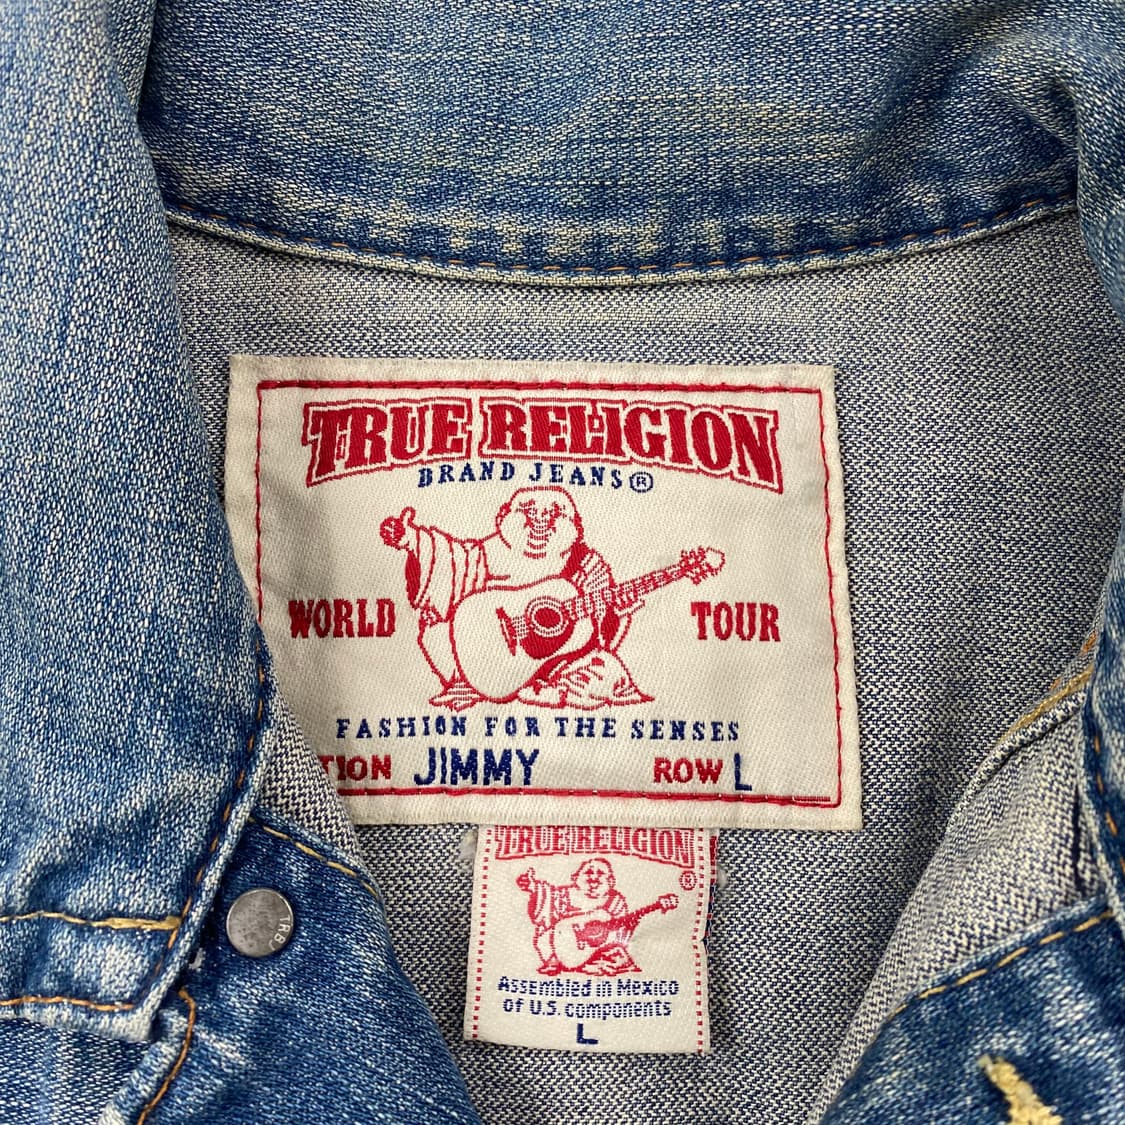 TRUE RELIGION
BRAND JEANS®
WORLD TOUR
FASHION FOR THE SENSES
TION JIMMY ROW L
TRUE RELIGION
®
Assembled in Mexico
of U.S. components
L
TRB